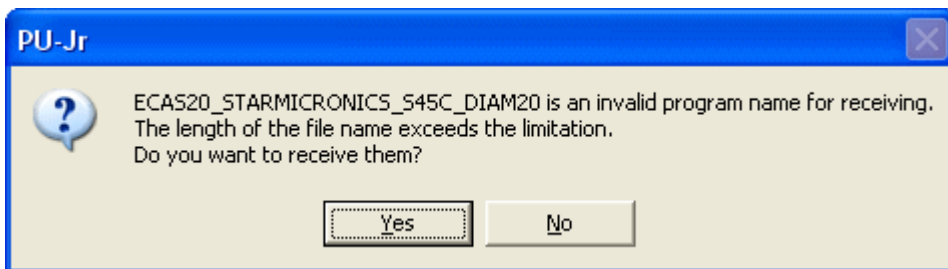 PU-Jr
ECAS20_STARMICRONICS_S45C_DIAM20 is an invalid program name for receiving.
The length of the file name exceeds the limitation.
Do you want to receive them?
Yes
No